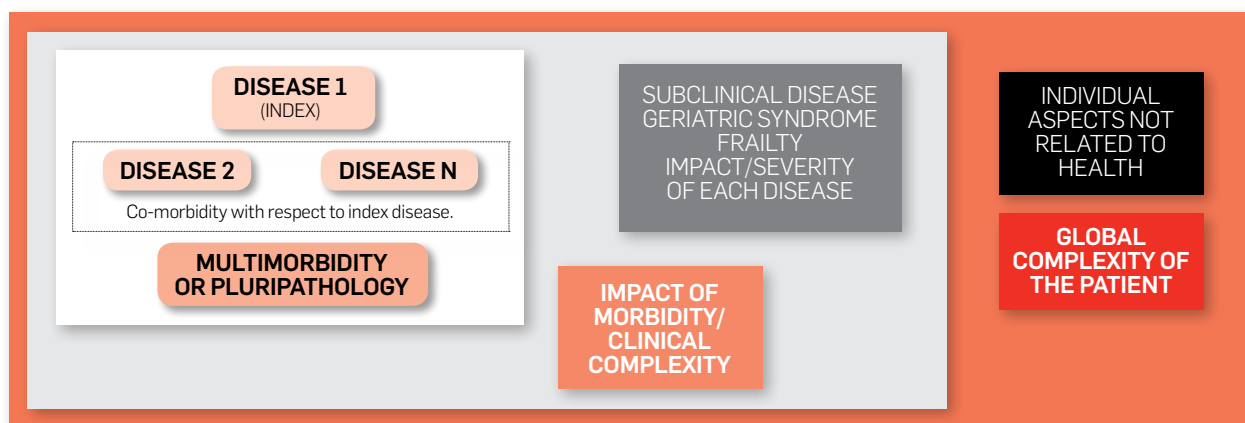 DISEASE 1
(INDEX)
DISEASE 2
DISEASE N
Co-morbidity with respect to index disease.
MULTIMORBIDITY
OR PLURIPATHOLOGY
SUBCLINICAL DISEASE
GERIATRIC SYNDROME
FRAILTY
IMPACT/SEVERITY
OF EACH DISEASE
IMPACT OF
MORBIDITY/
CLINICAL
COMPLEXITY
INDIVIDUAL
ASPECTS NOT
RELATED TO
HEALTH
GLOBAL
COMPLEXITY OF
THE PATIENT